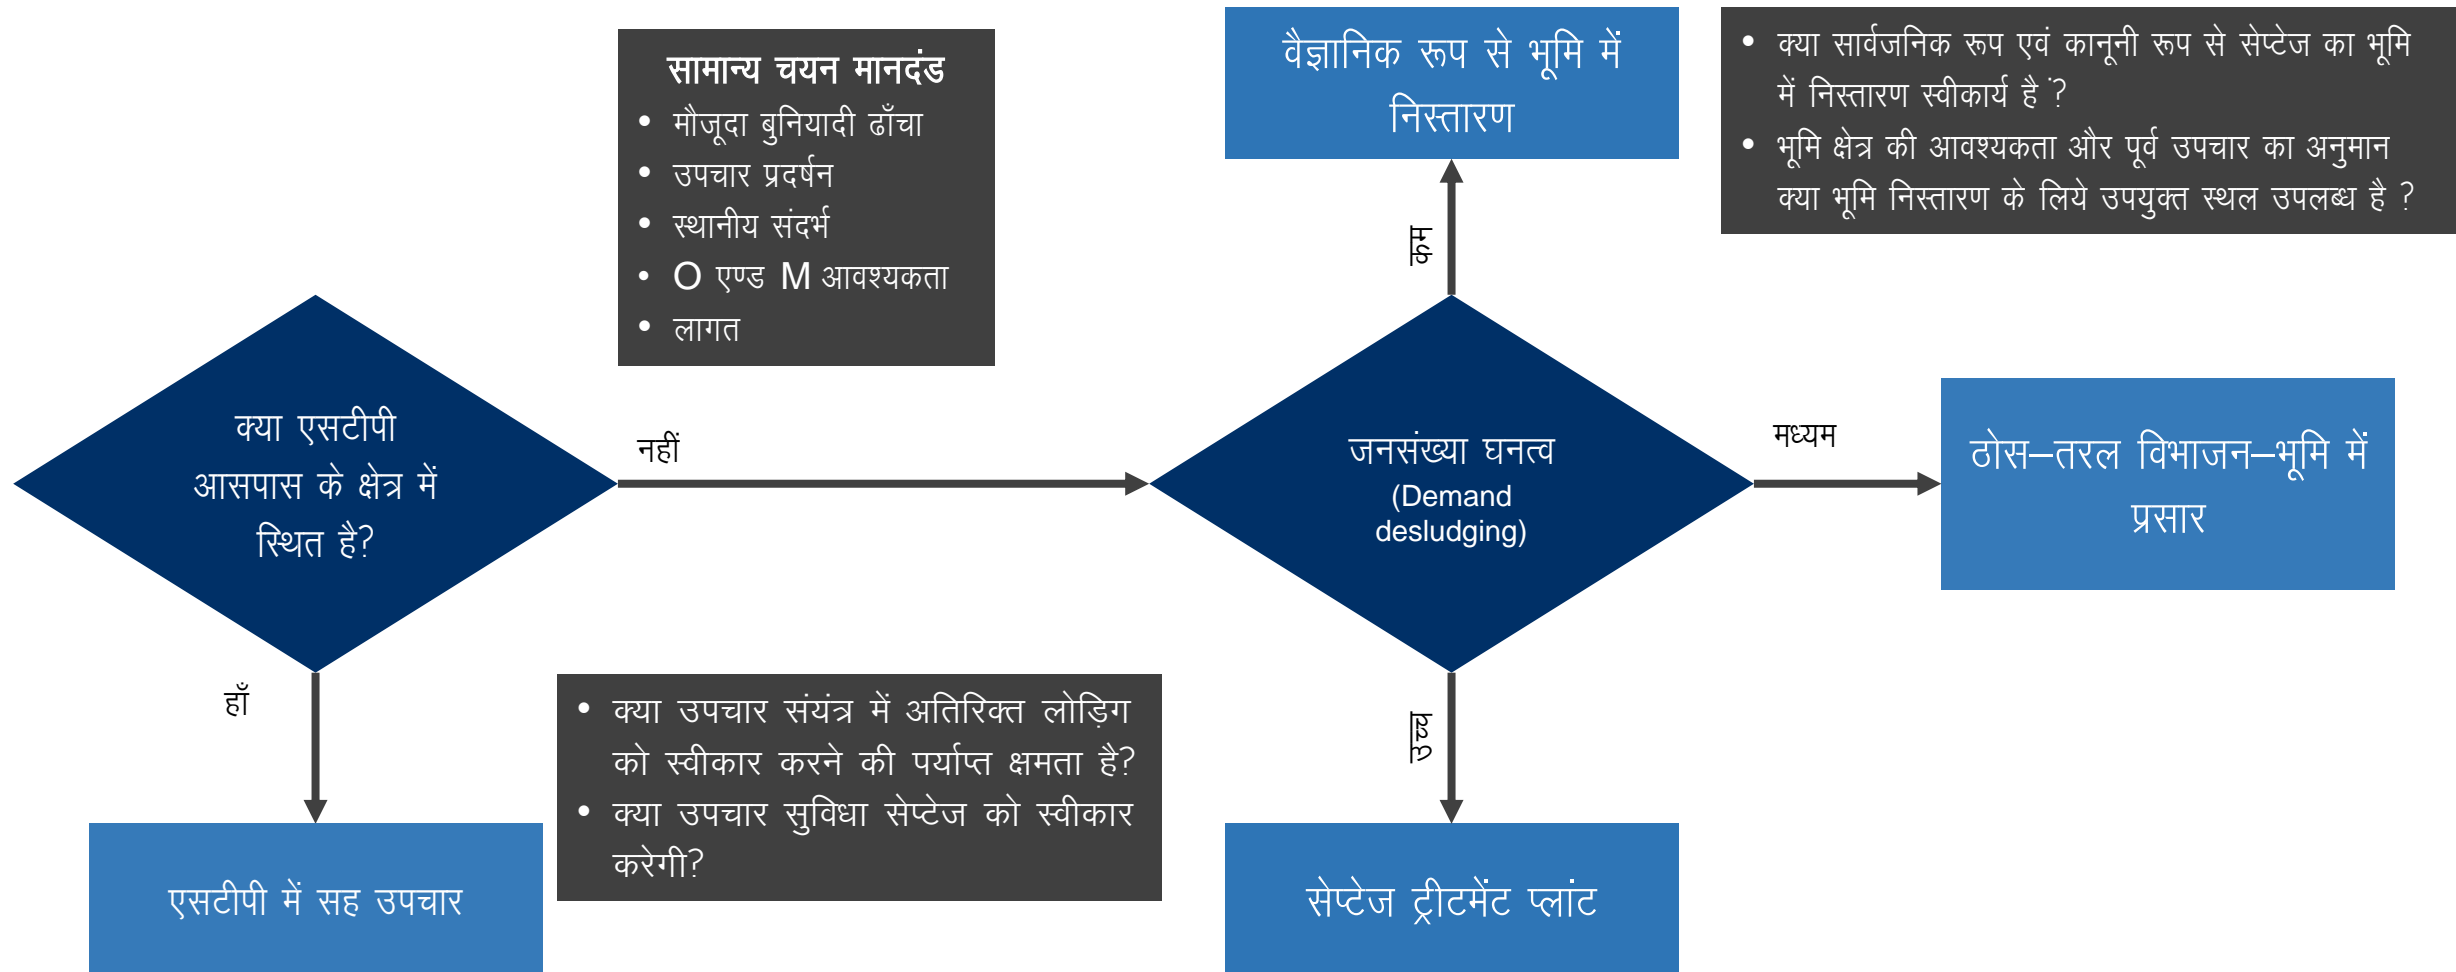 सामान्य चयन मानदंड
• मौजूदा बुनियादी ढाँचा
• उपचार प्रदर्षन
• स्थानीय संदर्भ
• O एण्ड M आवश्यकता
• लागत
वैज्ञानिक रूप से भूमि में
निस्तारण
• क्या सार्वजनिक रूप एवं कानूनी रूप से सेप्टेज का भूमि
में निस्तारण स्वीकार्य है ?
• भूमि क्षेत्र की आवश्यकता और पूर्व उपचार का अनुमान
क्या भूमि निस्तारण के लिये उपयुक्त स्थल उपलब्ध है ?
कम
क्या एसटीपी
आसपास के क्षेत्र में
स्थित है?
नहीं
जनसंख्या घनत्व
(Demand
desludging)
मध्यम
ठोस–तरल विभाजन–भूमि में
प्रसार
हाँ
उच्च
• क्या उपचार संयंत्र में अतिरिक्त लोड़िग
को स्वीकार करने की पर्याप्त क्षमता है?
• क्या उपचार सुविधा सेप्टेज को स्वीकार
करेगी?
एसटीपी में सह उपचार
सेप्टेज ट्रीटमेंट प्लांट